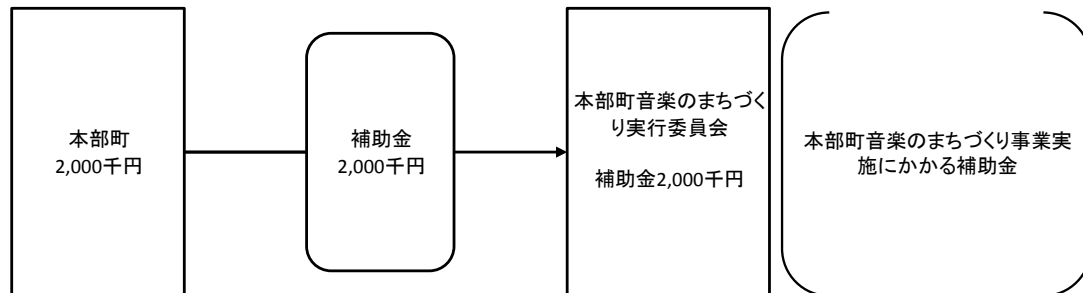 本部町
2,000千円
補助金
2,000千円
本部町音楽のまちづく
り実行委員会
補助金2,000千円
本部町音楽のまちづくり事業実
施にかかる補助金